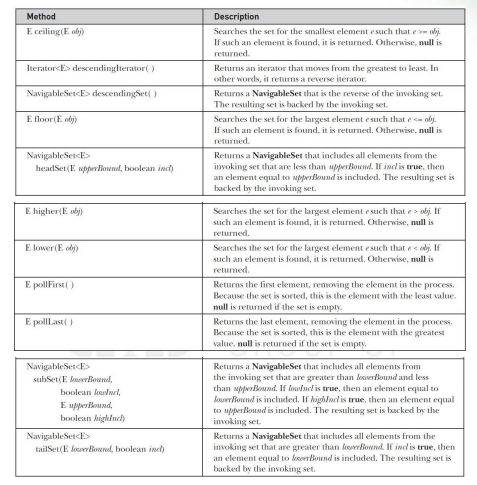 Method Description
E ceiling(E obj) Searches the set for the smallest element e such that e >= obj.
If such an element is found, it is returned. Otherwise, null is
returned.
Iterator<E> descendingIterator( ) Returns an iterator that moves from the greatest to least. In
other words, it returns a reverse iterator.
NavigableSet<E> descendingSet( ) Returns a NavigableSet that is the reverse of the invoking set.
The resulting set is backed by the invoking set.
E floor(E obj) Searches the set for the largest element e such that e <= obj.
If such an element is found, it is returned. Otherwise, null is
returned.
NavigableSet<E> Returns a NavigableSet that includes all elements from the
headSet(E upperBound, boolean incl) invoking set that are less than upperBound. If incl is true, then
an element equal to upperBound is included. The resulting set is
backed by the invoking set.
E higher(E obj) Searches the set for the largest element e such that e > obj. If
such an element is found, it is returned. Otherwise, null is
returned.
E lower(E obj) Searches the set for the largest element e such that e < obj. If
such an element is found, it is returned. Otherwise, null is
returned.
E pollFirst( ) Returns the first element, removing the element in the process.
Because the set is sorted, this is the element with the least value.
null is returned if the set is empty.
E pollLast( ) Returns the last element, removing the element in the process.
Because the set is sorted, this is the element with the greatest
value. null is returned if the set is empty.
NavigableSet<E> Returns a NavigableSet that includes all elements from
subSet(E lowerBound, the invoking set that are greater than lowerBound and less
boolean lowIncl, than upperBound. If lowIncl is true, then an element equal to
E upperBound, lowerBound is included. If highIncl is true, then an element equal
boolean highIncl) to upperBound is included. The resulting set is backed by the
invoking set.
NavigableSet<E> Returns a NavigableSet that includes all elements from the
tailSet(E lowerBound, boolean incl) invoking set that are greater than lowerBound. If incl is true, then
an element equal to lowerBound is included. The resulting set is
backed by the invoking set.